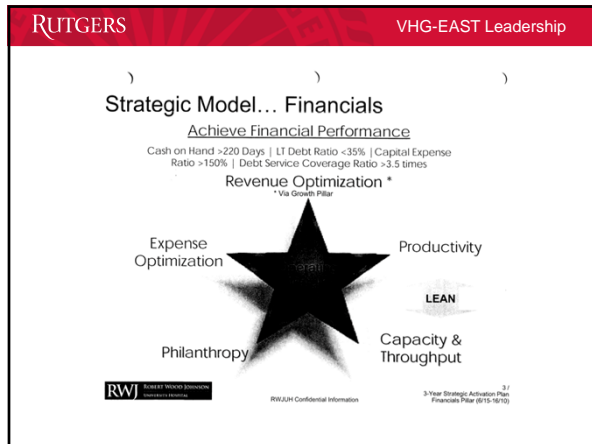 RUTGERS
VHG-EAST Leadership
Strategic Model… Financials
Achieve Financial Performance
Cash on Hand >220 Days | LT Debt Ratio <35% |Capital Expense
Ratio >150% | Debt Service Coverage Ratio >3.5 times
Revenue Optimization *
* Via Growth Pillar
Expense
Optimization
Productivity
LEAN
Philanthropy
Capacity &
Throughput
RWJ ROBERT WOOD JOHNSON
UNIVERSITY HOSPITAL
RWJUH Confidential Information
3 /
3-Year Strategic Activation Plan
Financials Pillar (6/15-16/10)